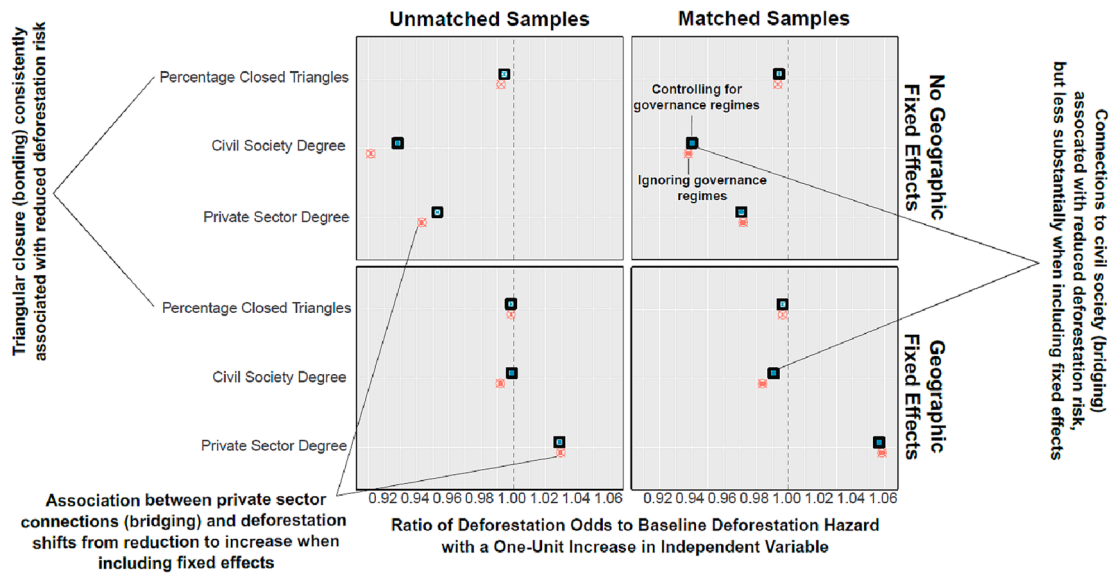 Unmatched Samples
Matched Samples
Triangular closure (bonding) consistently
associated with reduced deforestation risk
Percentage Closed Triangles
Civil Society Degree
Private Sector Degree
Controlling for
governance regimes
Ignoring governance
regimes
No Geographic
Fixed Effects
Connections to civil society (bridging)
assocated with reduced deforestation risk,
but less substantially when including fixed effects
Percentage Closed Triangles
Civil Society Degree
Private Sector Degree
Geographic
Fixed Effects
0.92 0.94 0.96 0.98 1.00 1.02 1.04 1.06
0.92 0.94 0.96 0.98 1.00 1.02 1.04 1.06
Association between private sector
connections (bridging) and deforestation
shifts from reduction to increase when
including fixed effects
Ratio of Deforestation Odds to Baseline Deforestation Hazard
with a One-Unit Increase in Independent Variable